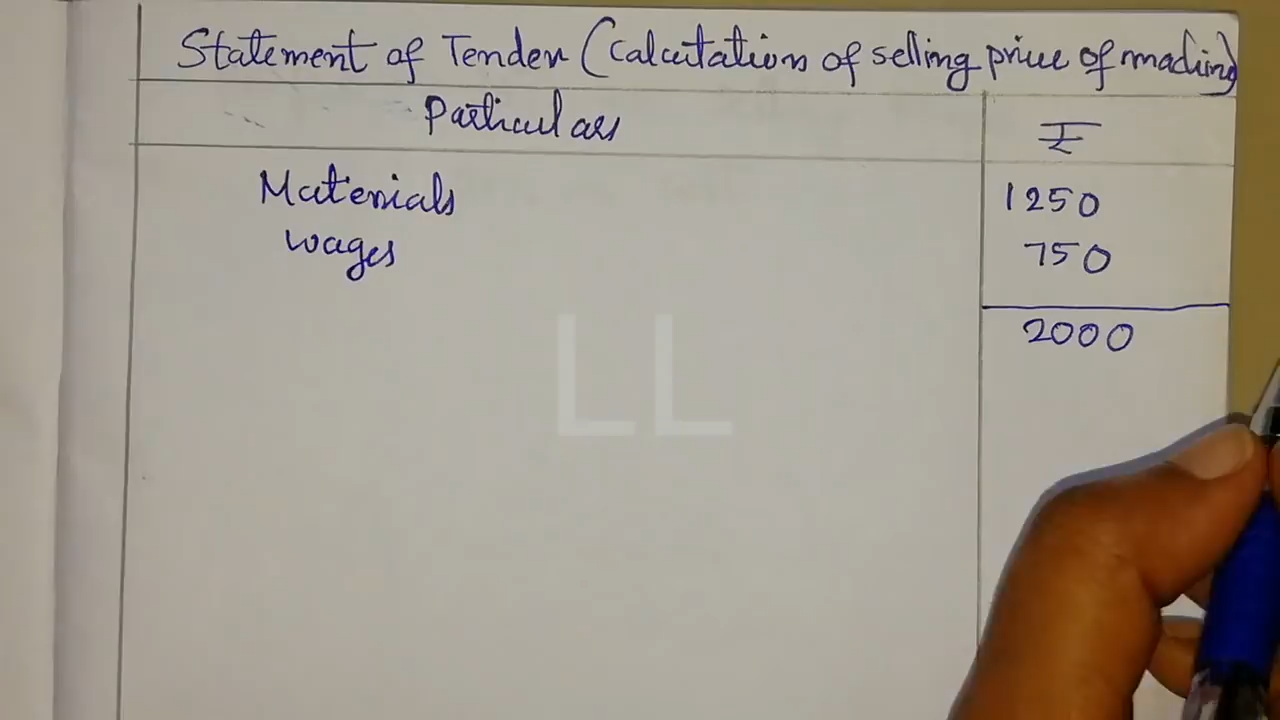 Statement of Tender (Calculation of selling price of machine)
Particulars ₹
Materials 1250
Wages 750
2000
LL